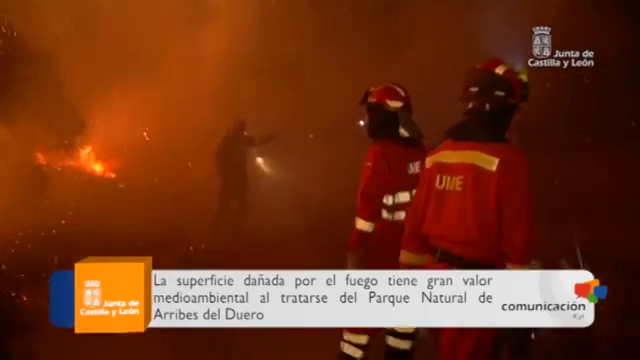 Junta de
Castilla y León
UME
UME
La superficie dañada por el fuego tiene gran valor
medioambiental al tratarse del Parque Natural de
Arribes del Duero
Junta de
Castilla y León
comunicación